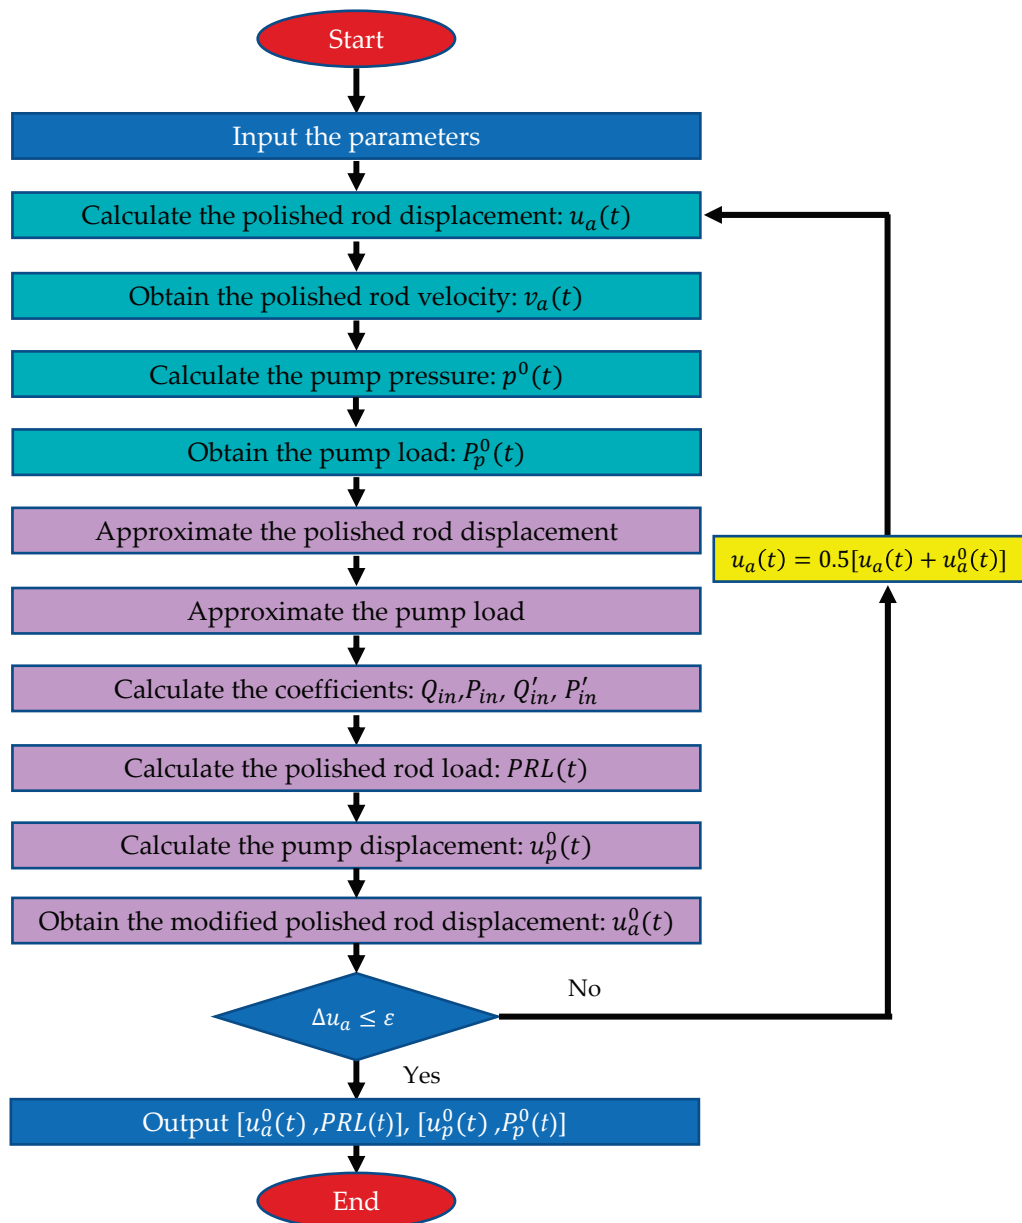 Start
Input the parameters
Calculate the polished rod displacement: u_a(t)
Obtain the polished rod velocity: v_a(t)
Calculate the pump pressure: p^0(t)
Obtain the pump load: P_p^0(t)
Approximate the polished rod displacement
u_a(t) = 0.5[u_a(t) + u_a^0(t)]
Approximate the pump load
Calculate the coefficients: Q_in,P_in, Q′_in, P′_in
Calculate the polished rod load: PRL(t)
Calculate the pump displacement: u_p^0(t)
Obtain the modified polished rod displacement: u_a^0(t)
No
Δu_a ≤ ε
Yes
Output [u_a^0(t) ,PRL(t)], [u_p^0(t) ,P_p^0(t)]
End